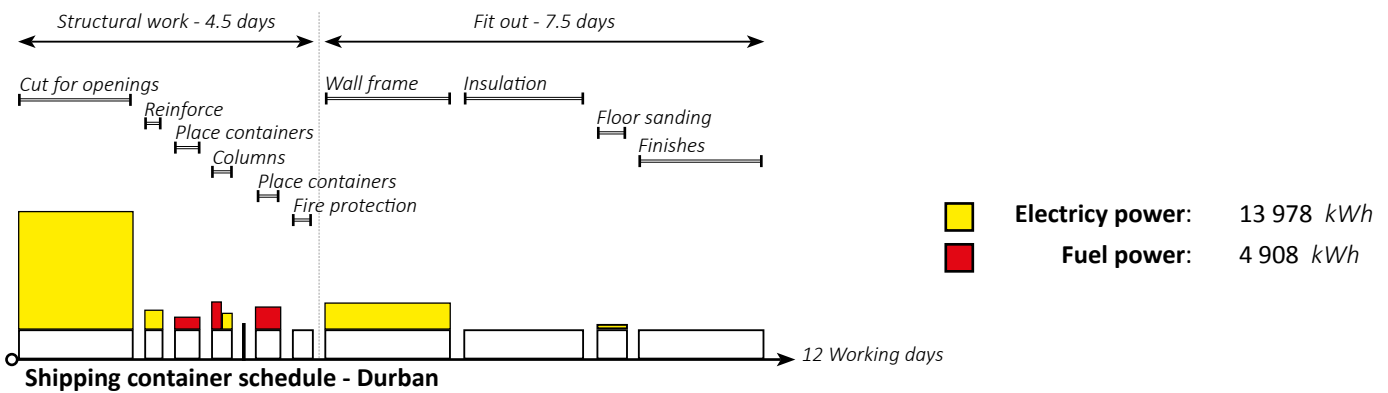 Structural work - 4.5 days
Fit out - 7.5 days
Cut for openings
Wall frame
Insulation
Reinforce
Floor sanding
Place containers
Finishes
Columns
Place containers
Fire protection
Electricy power: 13 978 kWh
Fuel power: 4 908 kWh
12 Working days
Shipping container schedule - Durban